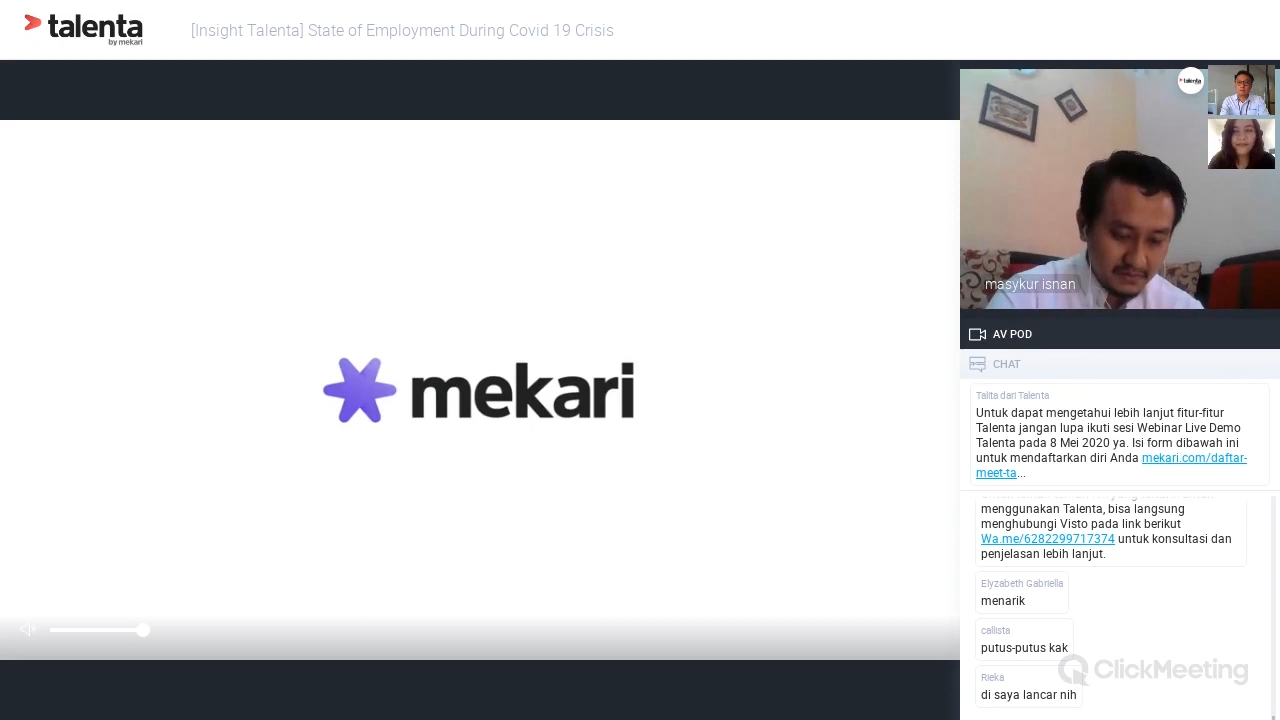 talenta
by mekari
[Insight Talenta] State of Employment During Covid 19 Crisis
talenta
masykur isnan
mekari
AV POD
CHAT
Talita dari Talenta
Untuk dapat mengetahui lebih lanjut fitur-fitur
Talenta jangan lupa ikuti sesi Webinar Live Demo
Talenta pada 8 Mei 2020 ya. Isi form dibawah ini
untuk mendaftarkan diri Anda mekari.com/daftar-
meet-ta...
menggunakan Talenta, bisa langsung
menghubungi Visto pada link berikut
Wa.me/6282299717374 untuk konsultasi dan
penjelasan lebih lanjut.
Elyzabeth Gabriella
menarik
callista
putus-putus kak
Rieka
di saya lancar nih
ClickMeeting